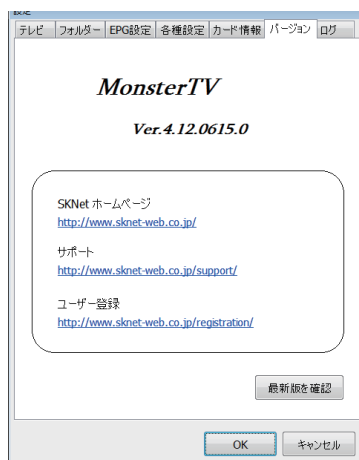 設定
テレビ フォルダー EPG設定 各種設定 カード情報 バージョン ログ
MonsterTV
Ver.4.12.0615.0
SKNet ホームページ
http://www.sknet-web.co.jp/
サポート
http://www.sknet-web.co.jp/support/
ユーザー登録
http://www.sknet-web.co.jp/registration/
最新版を確認
OK キャンセル